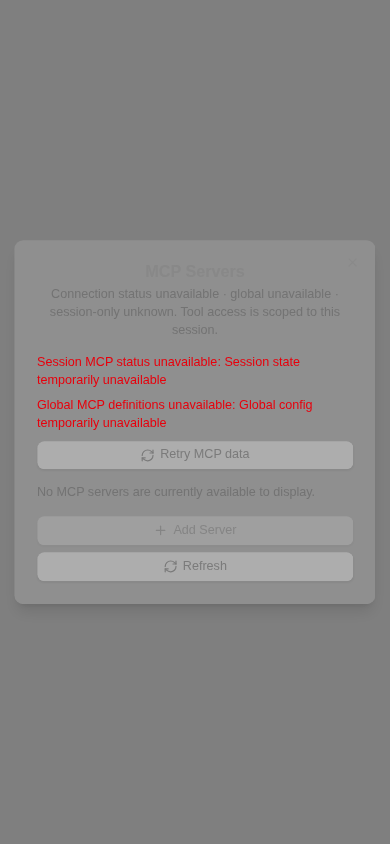 MCP Servers
Connection status unavailable · global unavailable ·
session-only unknown. Tool access is scoped to this
session.
Session MCP status unavailable: Session state
temporarily unavailable
Global MCP definitions unavailable: Global config
temporarily unavailable
Retry MCP data
No MCP servers are currently available to display.
Add Server
Refresh